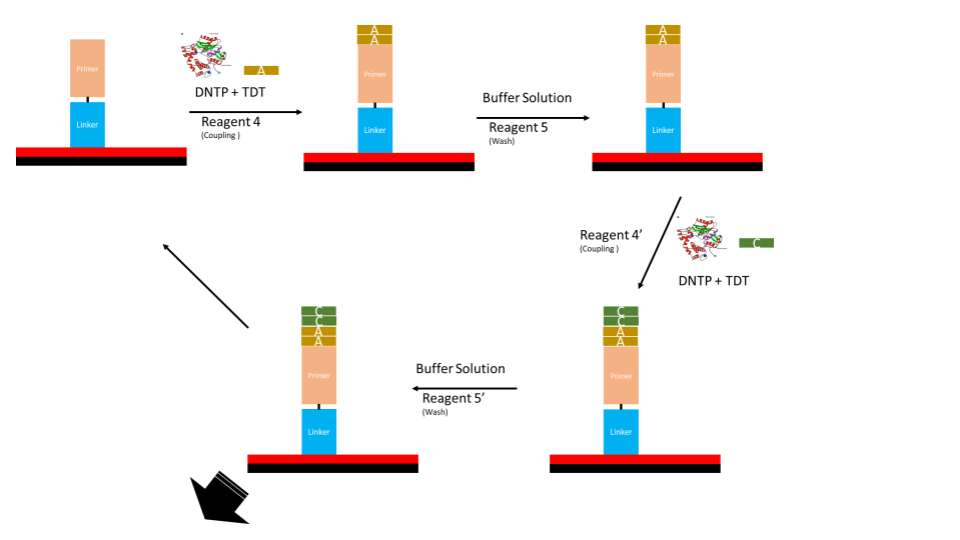 Primer
Linker
A
DNTP + TDT
Reagent 4
(Coupling )
A
A
Primer
Linker
Buffer Solution
Reagent 5
(Wash)
A
A
Primer
Linker
Reagent 4’
(Coupling )
C
DNTP + TDT
C
C
A
A
Primer
Linker
Buffer Solution
Reagent 5’
(Wash)
C
C
A
A
Primer
Linker